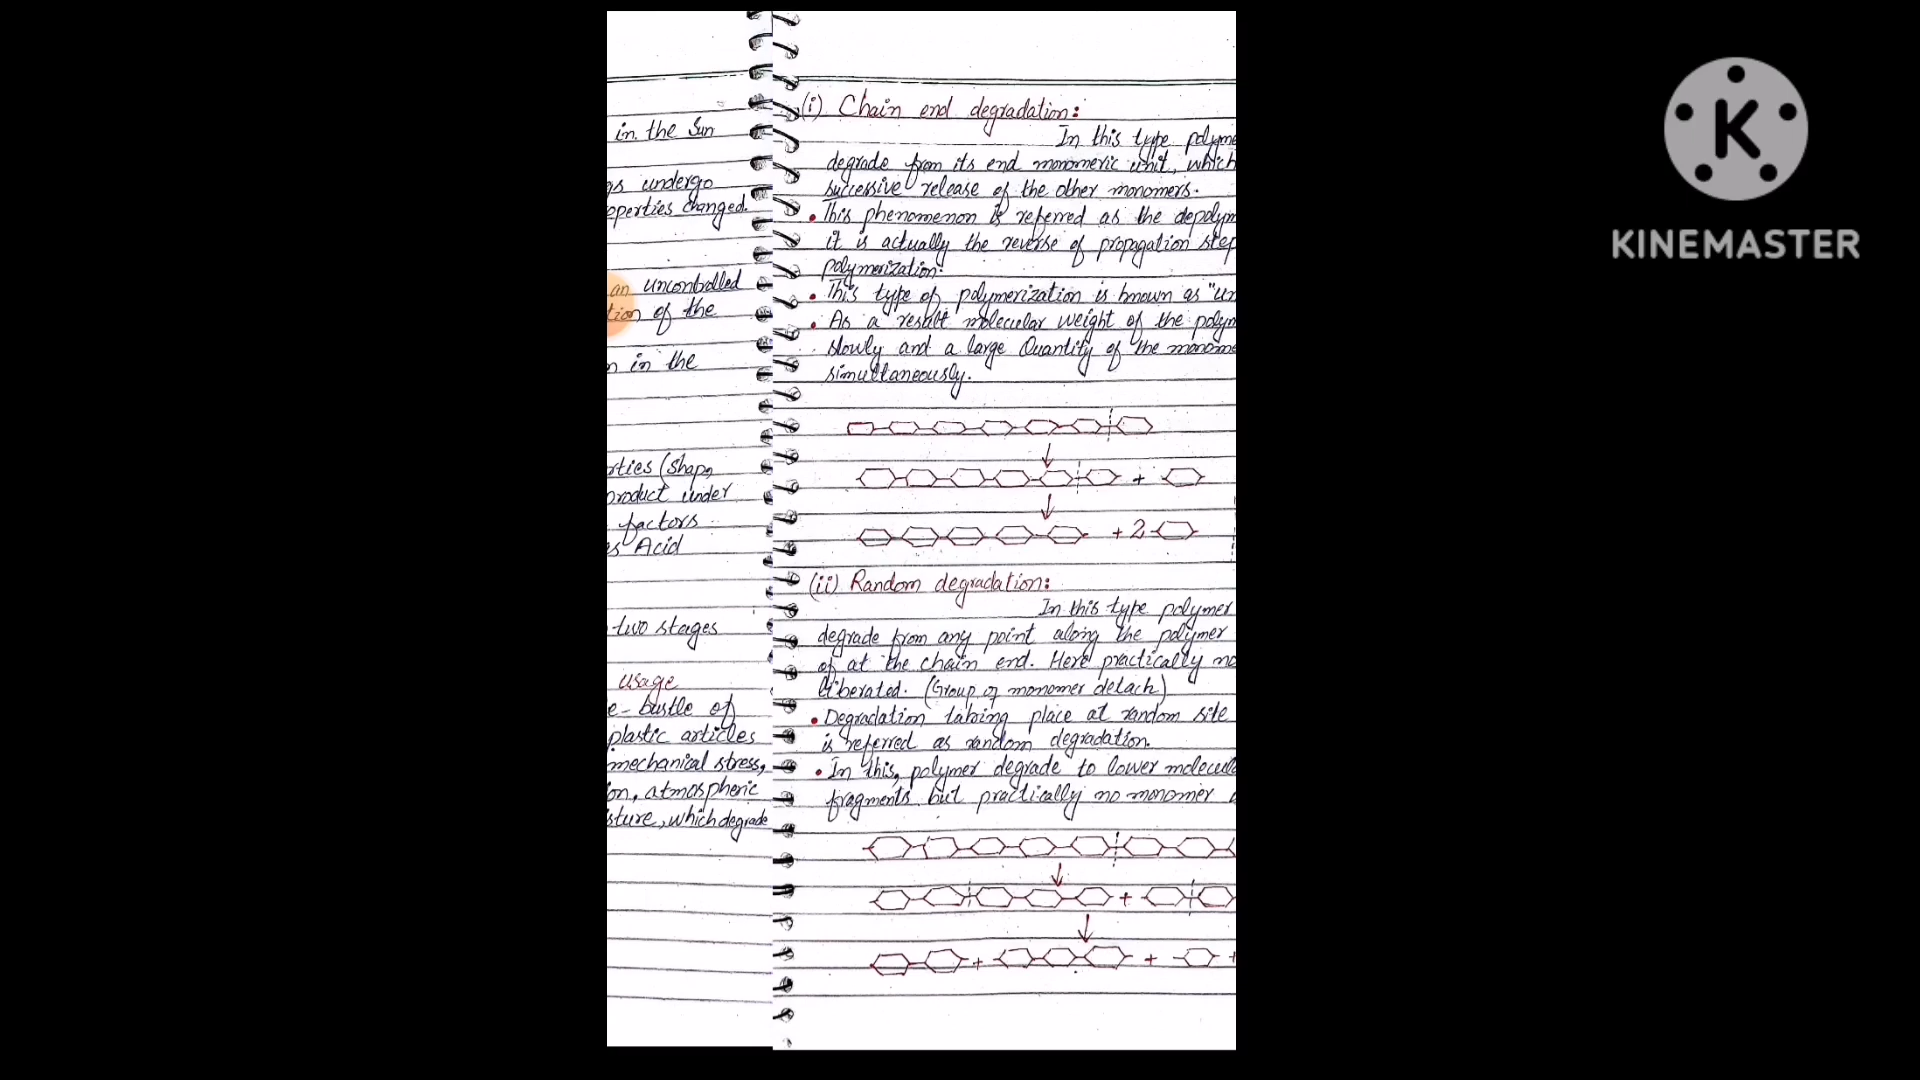 in the Sun
gs undergo
operties changed.
an uncontrolled
tion of the
n in the
rties (shap,
product under
factors
es Acid
two stages
usage
e-bustle of
plastic articles
mechanical stress,
on, atmospheric
sture, which degrade
(i) Chain end degradation:
In this type polyme
degrade from its end monomeric unit, which
successive release of the other monomers.
• This phenomenon is referred as the depolym
it is actually the reverse of propagation step
polymerization.
• This type of polymerization is known as "un
• As a result molecular weight of the polym
slowly and a large Quantity of the monome
simultaneously.
+
+ 2
(ii) Random degradation:
In this type polymer
degrade from any point along the polymer
of at the chain end. Here practically no
liberated. (Group of monomer detach)
• Degradation taking place at random site
is referred as random degradation.
• In this, polymer degrade to lower molecul
fragments but practically no monomer
+
+ + +
K
KINEMASTER